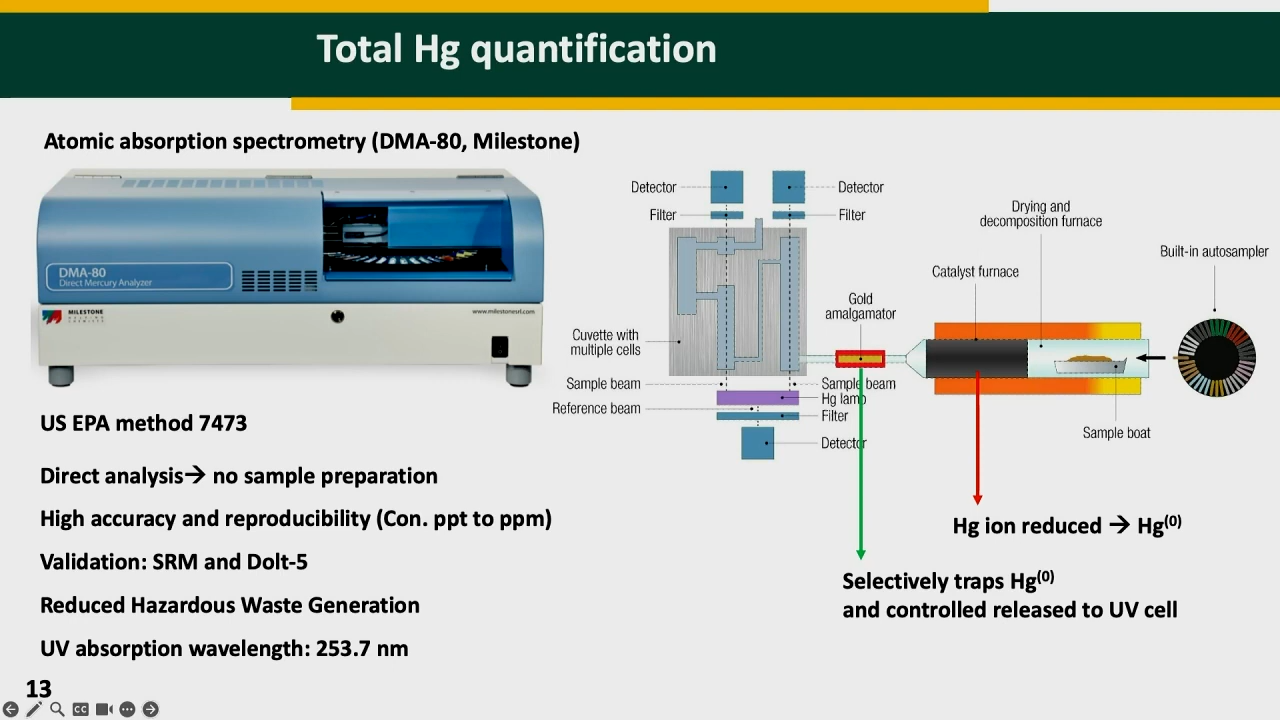 Total Hg quantification
Atomic absorption spectrometry (DMA-80, Milestone)
DMA-80
Direct Mercury Analyzer
MILESTONE
www.milestonesrl.com
US EPA method 7473
Direct analysis→ no sample preparation
High accuracy and reproducibility (Con. ppt to ppm)
Validation: SRM and Dolt-5
Reduced Hazardous Waste Generation
UV absorption wavelength: 253.7 nm
Detector
Detector
Filter
Filter
Cuvette with
multiple cells
Sample beam
Reference beam
Sample beam
Hg lamp
Filter
Detector
Gold
amalgamator
Catalyst furnace
Drying and
decomposition furnace
Built-in autosampler
Sample boat
Hg ion reduced → Hg(0)
Selectively traps Hg(0)
and controlled released to UV cell
13
CC